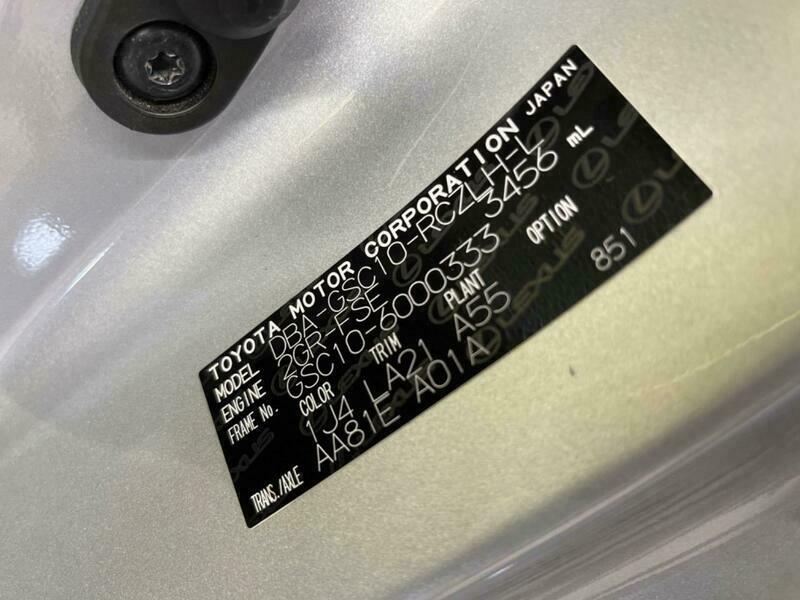 TOYOTA MOTOR CORPORATION JAPAN
MODEL DBA-GSC10-RCZLH-L
ENGINE 2GR-FSE 3456 mL
FRAME No. GSC10-6000333
COLOR TRIM PLANT OPTION
1J4 LA21 A55 851
TRANS./AXLE AA81E A01A
LEXUS